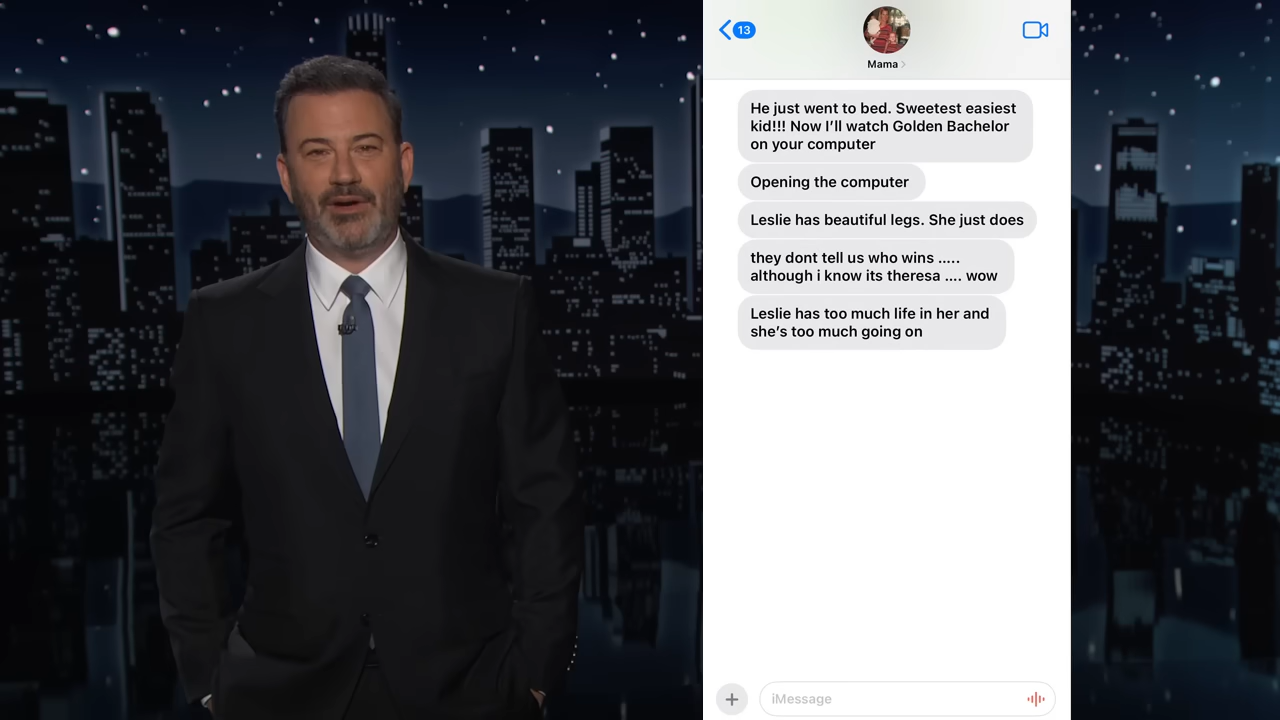 13
Mama
He just went to bed. Sweetest easiest
kid!!! Now I’ll watch Golden Bachelor
on your computer
Opening the computer
Leslie has beautiful legs. She just does
they dont tell us who wins .....
although i know its theresa .... wow
Leslie has too much life in her and
she’s too much going on
iMessage